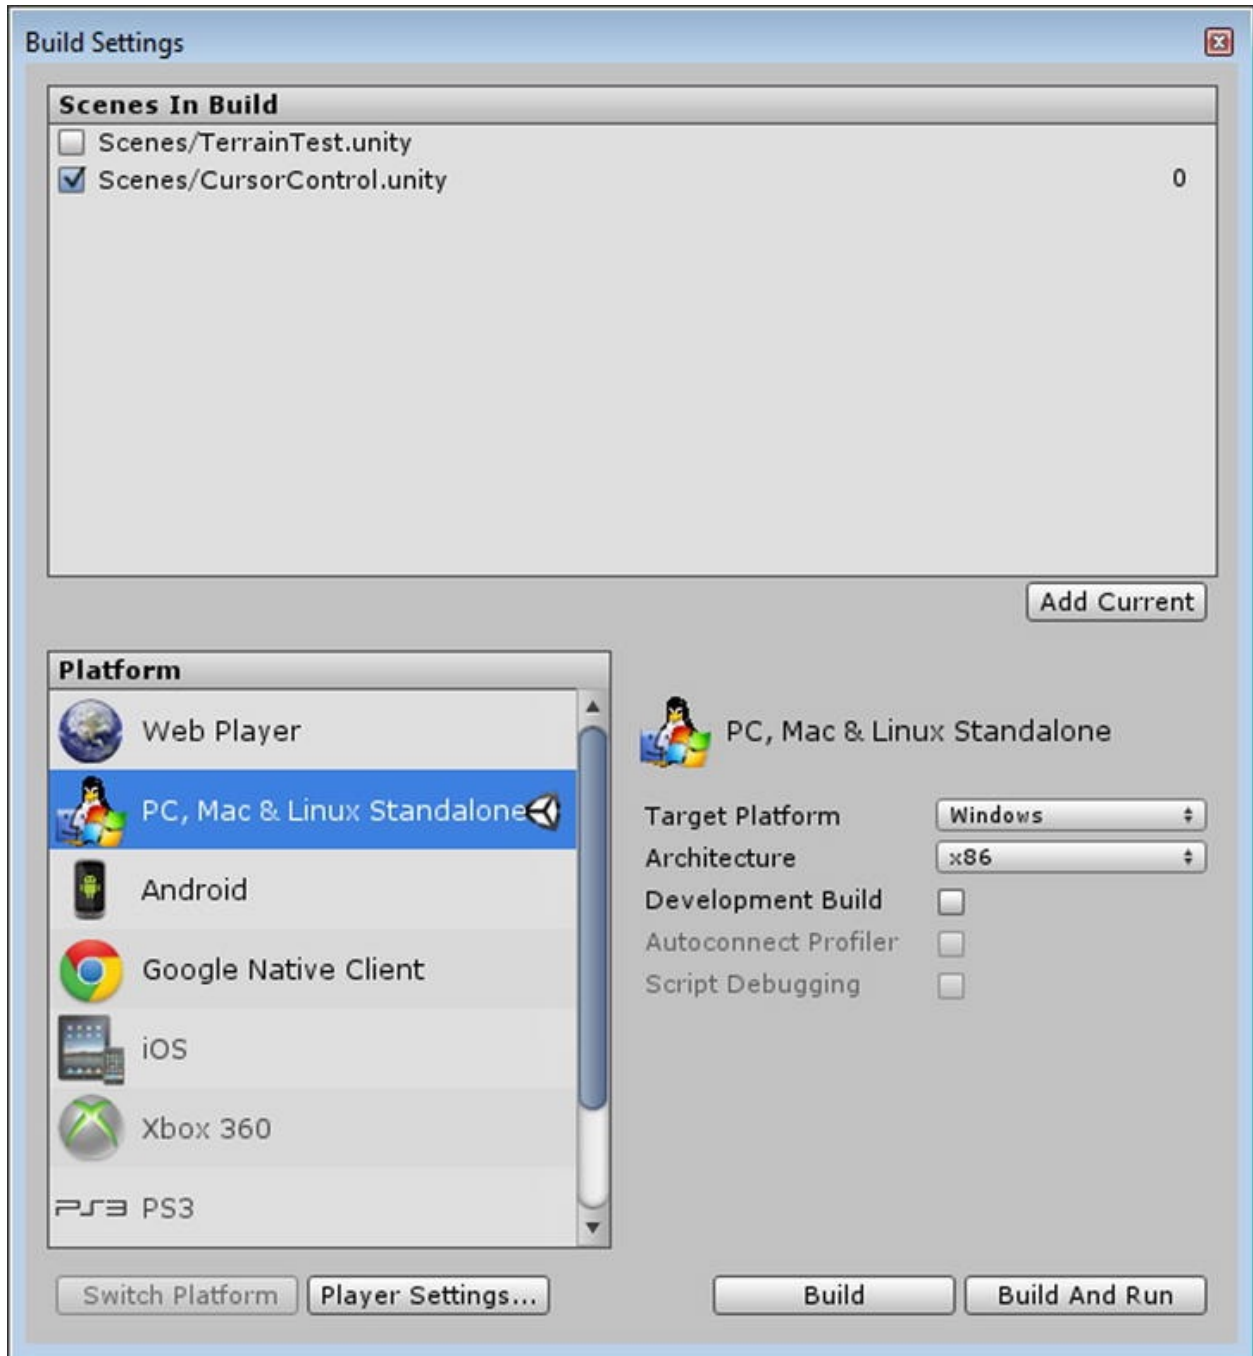 Build Settings
Scenes In Build
Scenes/TerrainTest.unity
Scenes/CursorControl.unity 0
Add Current
Platform
Web Player
PC, Mac & Linux Standalone
Android
Google Native Client
iOS
Xbox 360
PS3 PS3
PC, Mac & Linux Standalone
Target Platform Windows
Architecture x86
Development Build
Autoconnect Profiler
Script Debugging
Switch Platform Player Settings... Build Build And Run